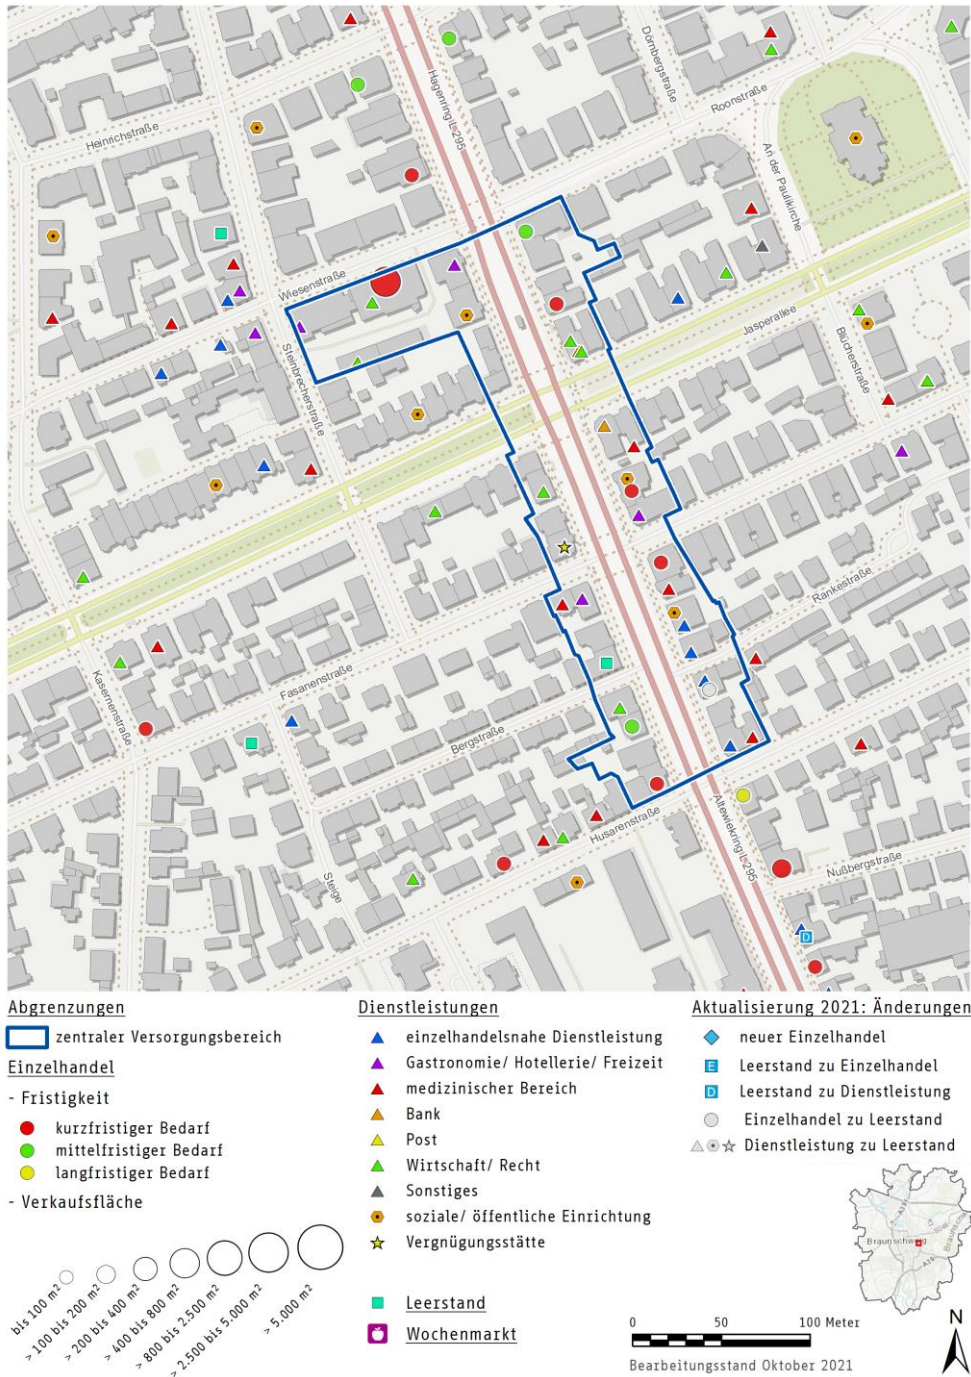 Heinrichstraße
Hagenring L 295
Dörnbergstraße
Roonstraße
An der Paulikirche
Wiesenstraße
Steinbrecherstraße
Jasperallee
Blücherstraße
Rankestraße
Kasernenstraße
Fasanenstraße
Bergstraße
Husarenstraße
Altewiekring L 295
Nußbergstraße
Steige
D
Abgrenzungen
zentraler Versorgungsbereich
Einzelhandel
- Fristigkeit
kurzfristiger Bedarf
mittelfristiger Bedarf
langfristiger Bedarf
- Verkaufsfläche
bis 100 m²
> 100 bis 200 m²
> 200 bis 400 m²
> 400 bis 800 m²
> 800 bis 2.500 m²
> 2.500 bis 5.000 m²
> 5.000 m²
Dienstleistungen
einzelhandelsnahe Dienstleistung
Gastronomie/ Hotellerie/ Freizeit
medizinischer Bereich
Bank
Post
Wirtschaft/ Recht
Sonstiges
soziale/ öffentliche Einrichtung
Vergnügungsstätte
Leerstand
Wochenmarkt
Aktualisierung 2021: Änderungen
neuer Einzelhandel
E Leerstand zu Einzelhandel
D Leerstand zu Dienstleistung
Einzelhandel zu Leerstand
Dienstleistung zu Leerstand
Braunschweig
0 50 100 Meter
Bearbeitungsstand Oktober 2021
N